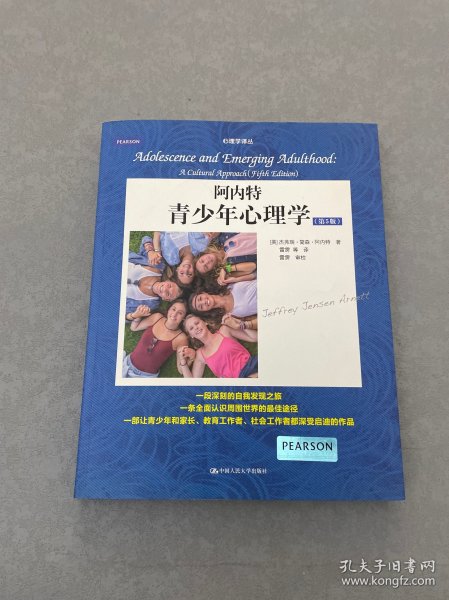 PEARSON
心理学译丛
Adolescence and Emerging Adulthood:
A Cultural Approach(Fifth Edition)
阿内特
青少年心理学(第5版)
[美]杰弗瑞·简森·阿内特 著
雷雳 等 译
雷雳 审校
Jeffrey Jensen Arnett
一段深刻的自我发现之旅
一条全面认识周围世界的最佳途径
一部让青少年和家长、教育工作者、社会工作者都深受启迪的作品
PEARSON
中国人民大学出版社
孔夫子旧书网
www.kongfz.com